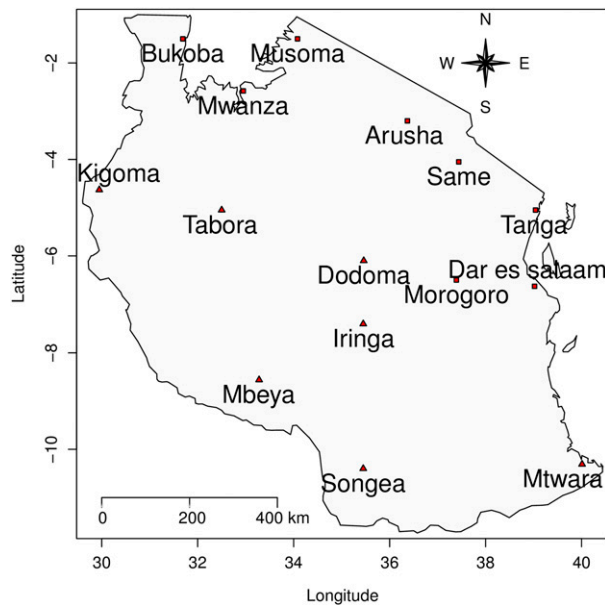 N
W E
S
Bukoba
Musoma
Mwanza
Arusha
Same
Kigoma
Tabora
Tanga
Dodoma
Dar es salaam
Morogoro
Iringa
Mbeya
Songea
Mtwara
0 200 400 km
-2
-4
-6
-8
-10
Latitude
30 32 34 36 38 40
Longitude